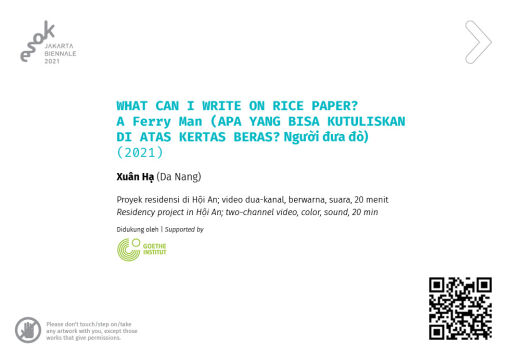 esok
JAKARTA
BIENNALE
2021
WHAT CAN I WRITE ON RICE PAPER?
A Ferry Man (APA YANG BISA KUTULISKAN
DI ATAS KERTAS BERAS? Người đưa đò)
(2021)
Xuân Hạ (Da Nang)
Proyek residensi di Hội An; video dua-kanal, berwarna, suara, 20 menit
Residency project in Hội An; two-channel video, color, sound, 20 min
Didukung oleh | Supported by
GOETHE
INSTITUT
Please don't touch/step on/take
any artwork with you, except those
works that give permissions.